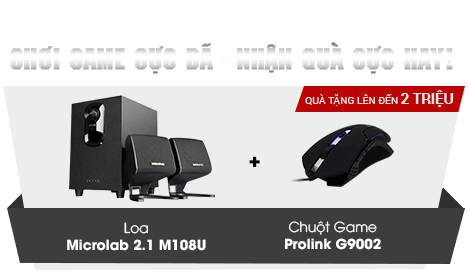 CHƠI GAME CỰC ĐÃ - NHẬN QUÀ CỰC HAY!
QUÀ TẶNG LÊN ĐẾN 2 TRIỆU
+
Loa
Microlab 2.1 M108U
Chuột Game
Prolink G9002